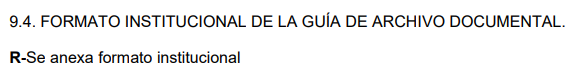 9.4. FORMATO INSTITUCIONAL DE LA GUÍA DE ARCHIVO DOCUMENTAL.
R-Se anexa formato institucional